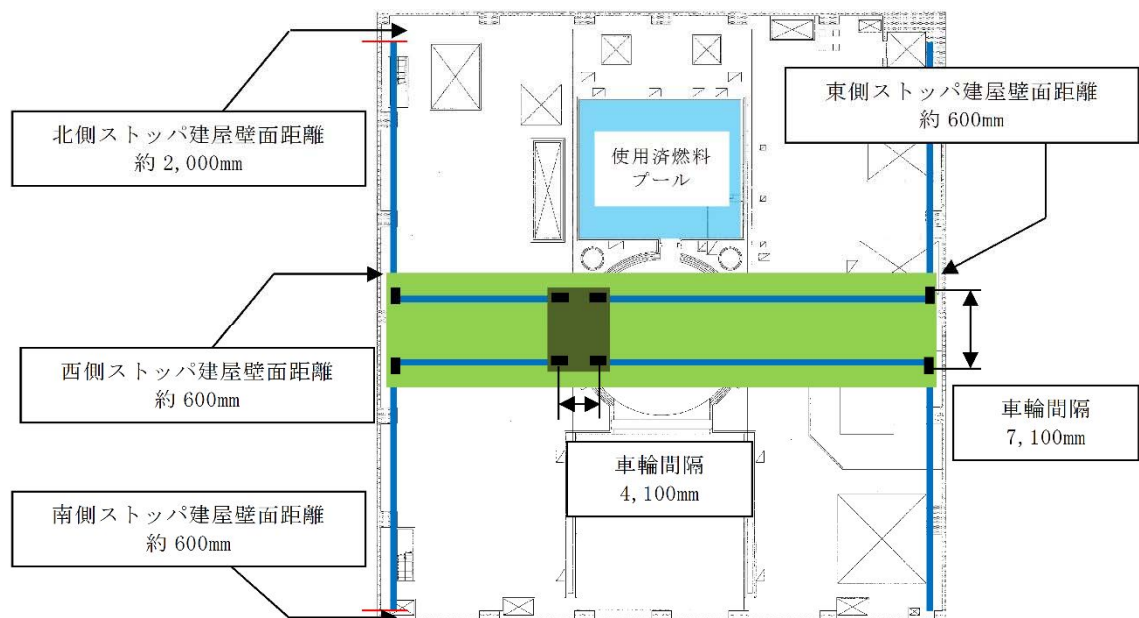 北側ストッパ建屋壁面距離
約 2,000mm
東側ストッパ建屋壁面距離
約 600mm
使用済燃料
プール
西側ストッパ建屋壁面距離
約 600mm
車輪間隔
7,100mm
車輪間隔
4,100mm
南側ストッパ建屋壁面距離
約 600mm